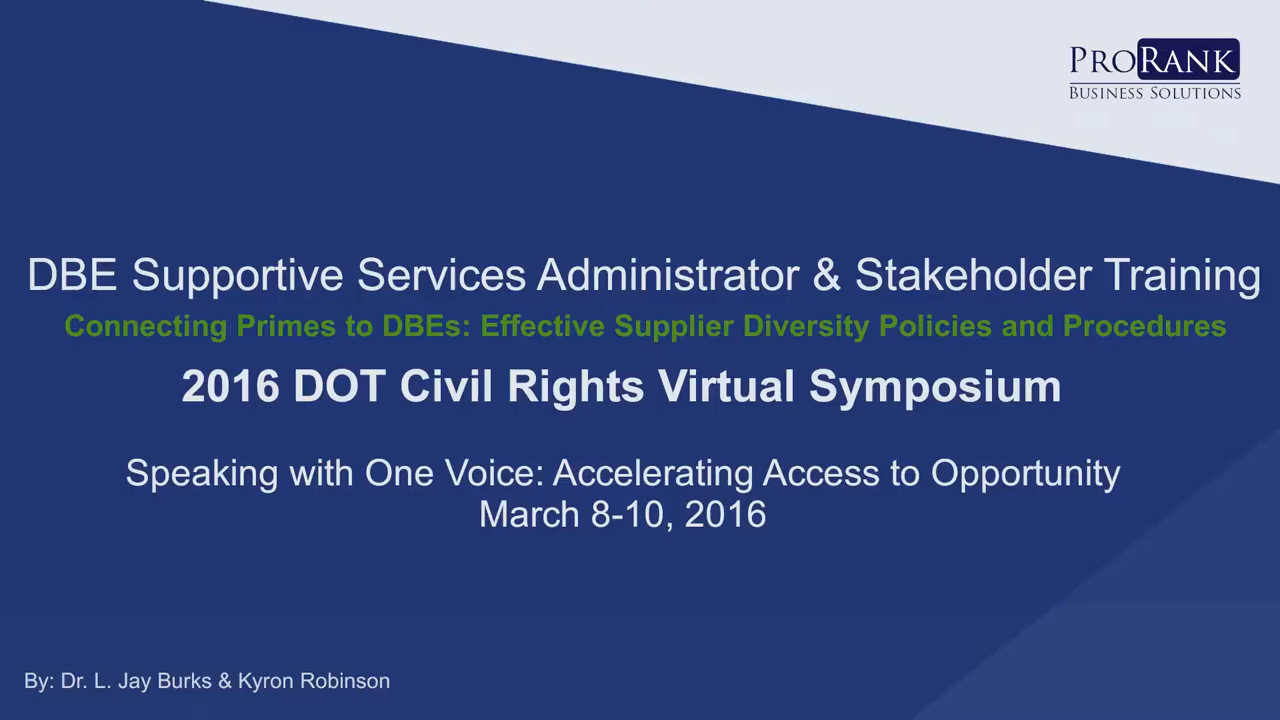 PRORANK
BUSINESS SOLUTIONS
DBE Supportive Services Administrator & Stakeholder Training
Connecting Primes to DBEs: Effective Supplier Diversity Policies and Procedures
2016 DOT Civil Rights Virtual Symposium
Speaking with One Voice: Accelerating Access to Opportunity
March 8-10, 2016
By: Dr. L. Jay Burks & Kyron Robinson